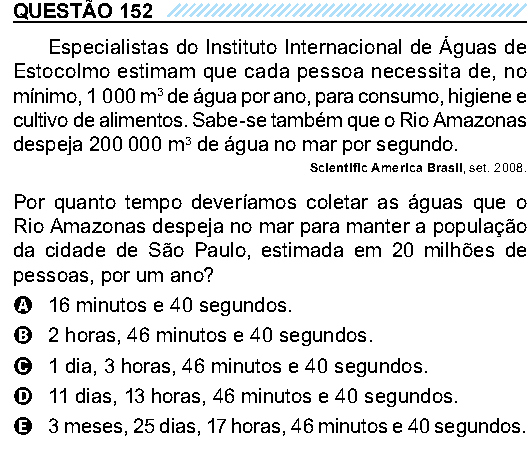 QUESTÃO 152
Especialistas do Instituto Internacional de Águas de
Estocolmo estimam que cada pessoa necessita de, no
mínimo, 1 000 m³ de água por ano, para consumo, higiene e
cultivo de alimentos. Sabe-se também que o Rio Amazonas
despeja 200 000 m³ de água no mar por segundo.
Scientific America Brasil, set. 2008.
Por quanto tempo deveríamos coletar as águas que o
Rio Amazonas despeja no mar para manter a população
da cidade de São Paulo, estimada em 20 milhões de
pessoas, por um ano?
A 16 minutos e 40 segundos.
B 2 horas, 46 minutos e 40 segundos.
C 1 dia, 3 horas, 46 minutos e 40 segundos.
D 11 dias, 13 horas, 46 minutos e 40 segundos.
E 3 meses, 25 dias, 17 horas, 46 minutos e 40 segundos.